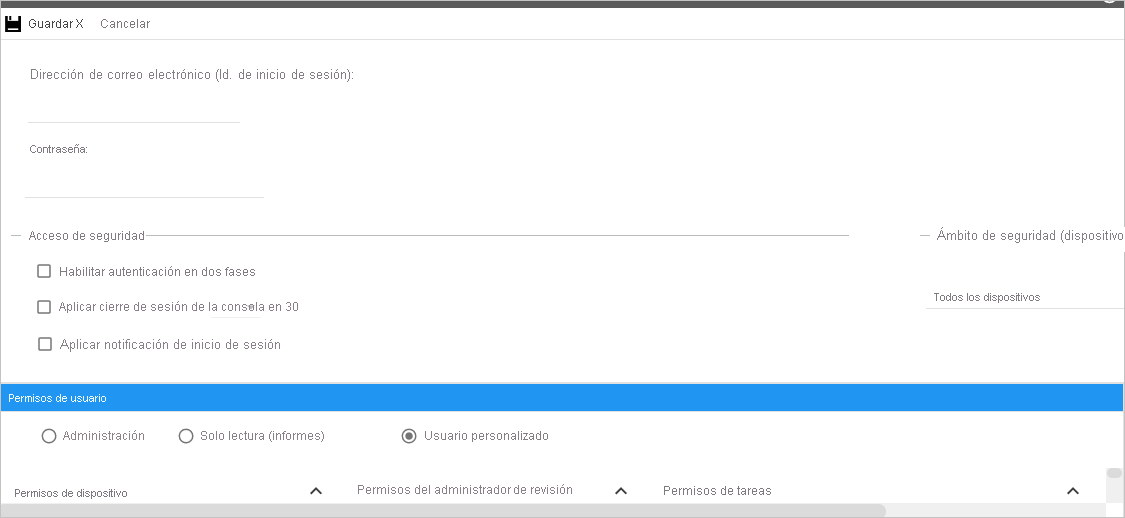 Guardar X Cancelar
Dirección de correo electrónico (Id. de inicio de sesión):
Contraseña:
Acceso de seguridad
Ámbito de seguridad (dispositivo
Habilitar autenticación en dos fases
Aplicar cierre de sesión de la consola en 30
Todos los dispositivos
Aplicar notificación de inicio de sesión
Permisos de usuario
Administración Solo lectura (informes) Usuario personalizado
Permisos de dispositivo Permisos del administrador de revisión Permisos de tareas